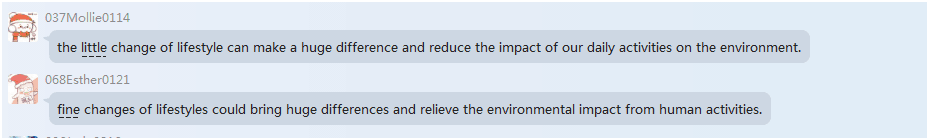 037Mollie0114
the little change of lifestyle can make a huge difference and reduce the impact of our daily activities on the environment.
068Esther0121
fine changes of lifestyles could bring huge differences and relieve the environmental impact from human activities.